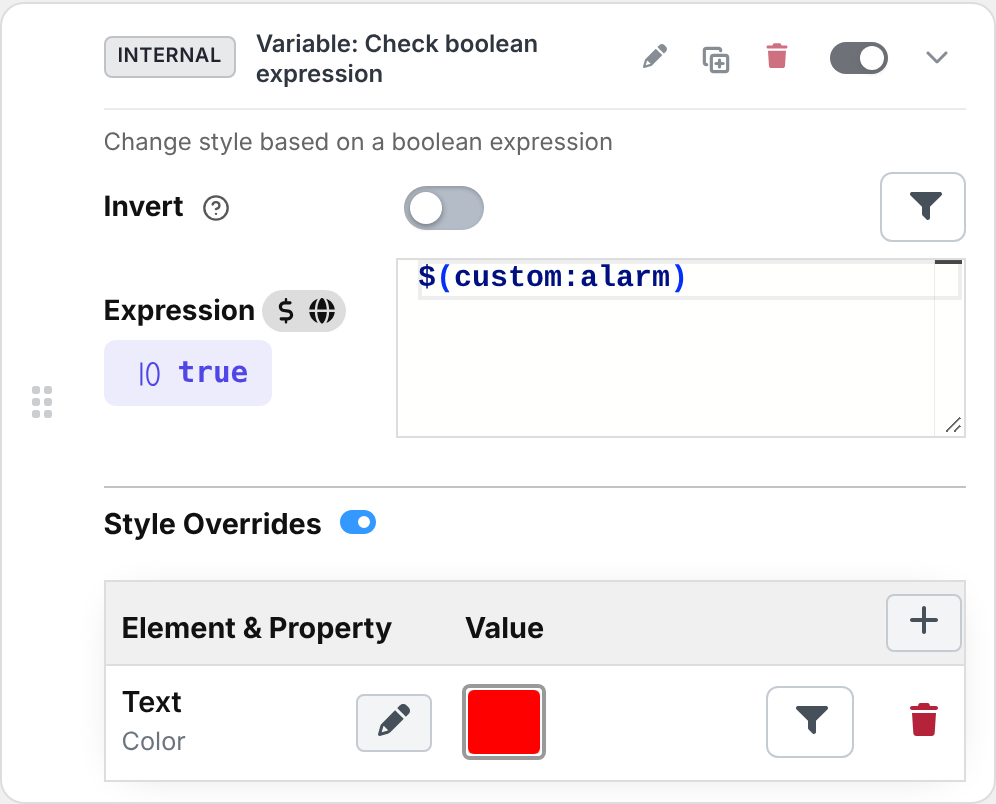 INTERNAL
Variable: Check boolean
expression
Change style based on a boolean expression
Invert ?
$(custom:alarm)
Expression $
true
Style Overrides
Element & Property Value
Text
Color